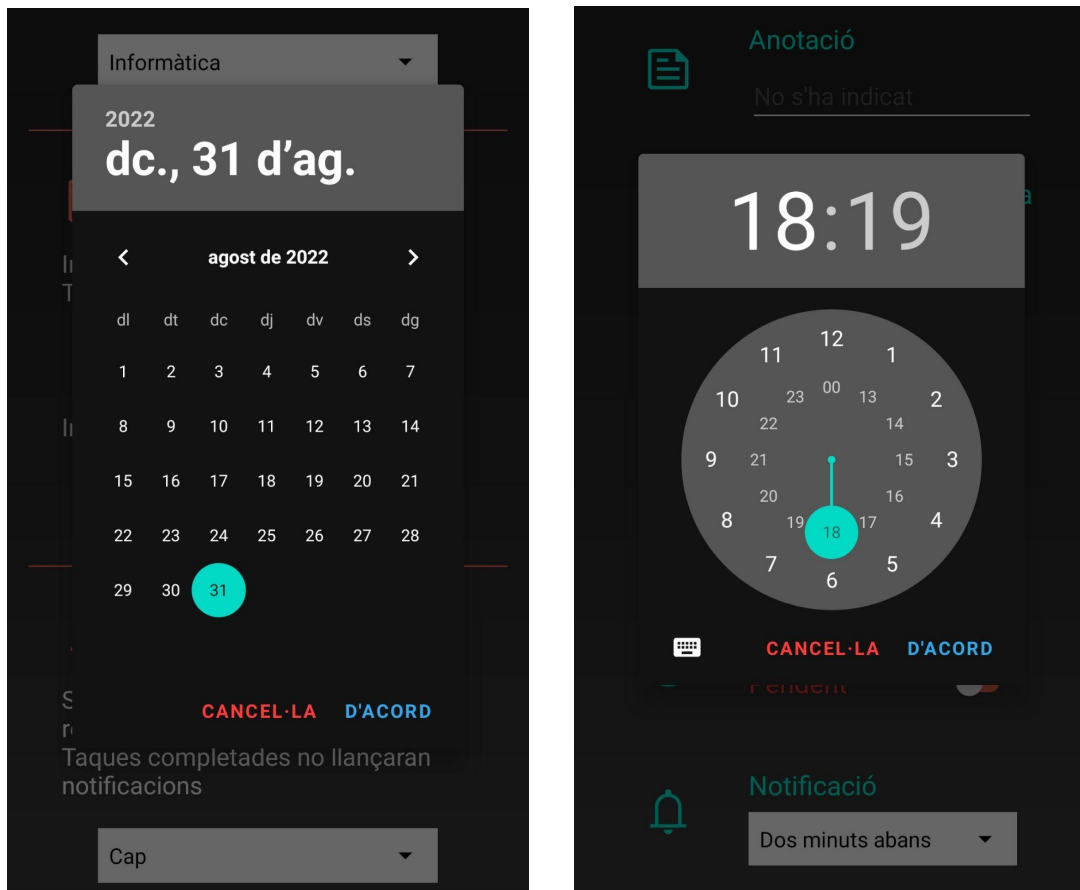 Informàtica
2022
dc., 31 d’ag.
agost de 2022
dl dt dc dj dv ds dg
1 2 3 4 5 6 7
8 9 10 11 12 13 14
15 16 17 18 19 20 21
22 23 24 25 26 27 28
29 30 31
CANCEL·LA D'ACORD
Taques completades no llançaran
notificacions
Cap
Anotació
No s'ha indicat
18:19
12
11 1
00
23 13
10 2
22 14
9 21 15 3
20 16
8 19 18 17 4
7 5
6
CANCEL·LA D'ACORD
Pendent
Notificació
Dos minuts abans